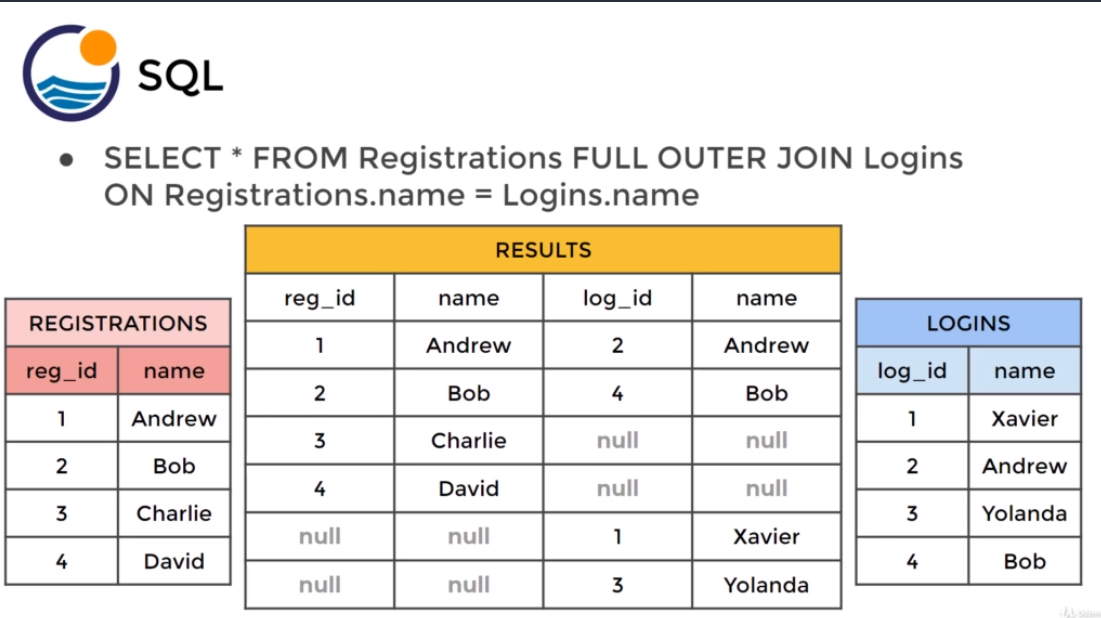 SQL
● SELECT * FROM Registrations FULL OUTER JOIN Logins
ON Registrations.name = Logins.name
REGISTRATIONS
reg_id name
1 Andrew
2 Bob
3 Charlie
4 David
RESULTS
reg_id name log_id name
1 Andrew 2 Andrew
2 Bob 4 Bob
3 Charlie null null
4 David null null
null null 1 Xavier
null null 3 Yolanda
LOGINS
log_id name
1 Xavier
2 Andrew
3 Yolanda
4 Bob